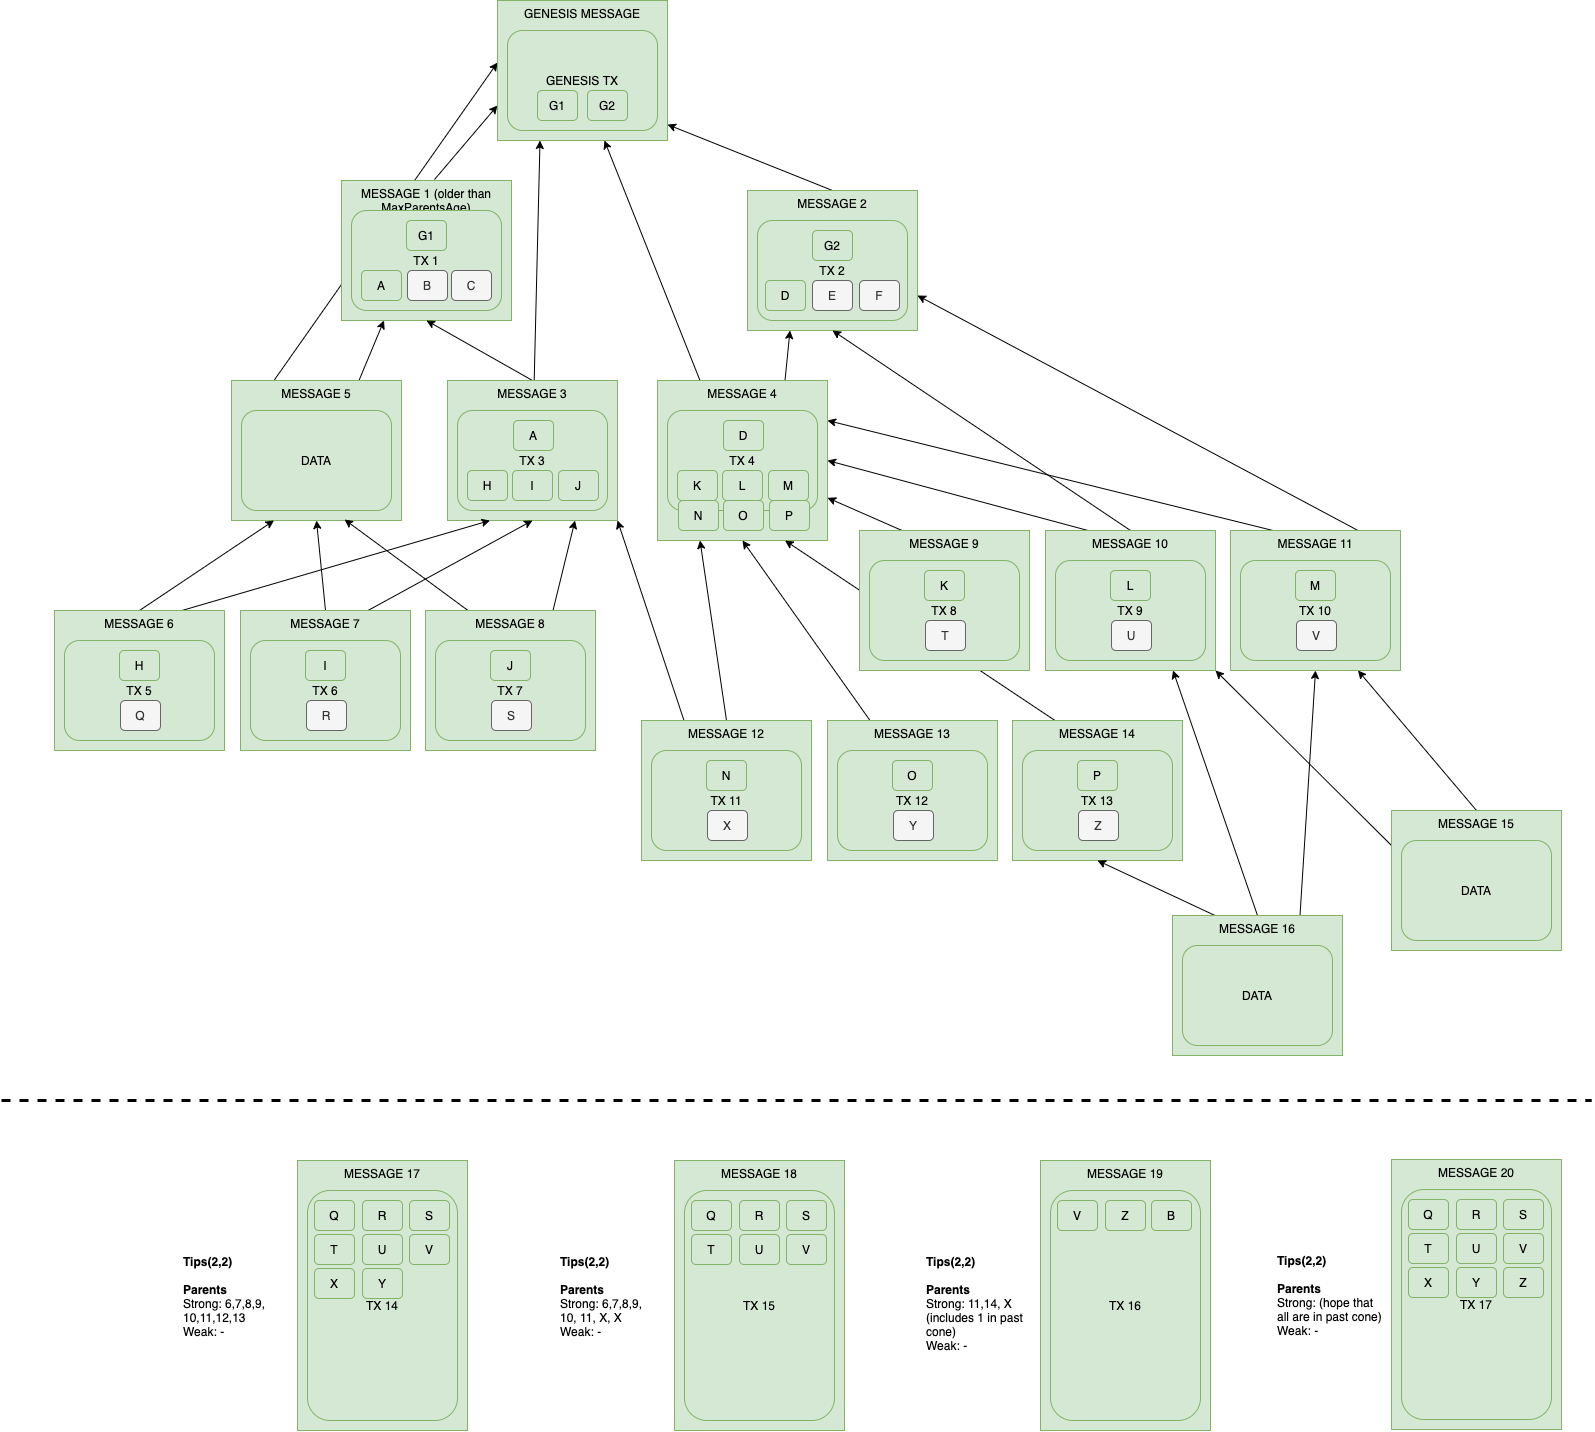 GENESIS MESSAGE
GENESIS TX
G1 G2
MESSAGE 1 (older than
MaxParentsAge)
G1
TX 1
A B C
MESSAGE 2
G2
TX 2
D E F
MESSAGE 5
DATA
MESSAGE 3
A
TX 3
H I J
MESSAGE 4
D
TX 4
K L M
N O P
MESSAGE 9
K
TX 8
T
MESSAGE 10
L
TX 9
U
MESSAGE 11
M
TX 10
V
MESSAGE 6
H
TX 5
Q
MESSAGE 7
I
TX 6
R
MESSAGE 8
J
TX 7
S
MESSAGE 12
N
TX 11
X
MESSAGE 13
O
TX 12
Y
MESSAGE 14
P
TX 13
Z
MESSAGE 15
DATA
MESSAGE 16
DATA
Tips(2,2)
Parents
Strong: 6,7,8,9,
10,11,12,13
Weak: -
MESSAGE 17
Q R S
T U V
X Y
TX 14
Tips(2,2)
Parents
Strong: 6,7,8,9,
10, 11, X, X
Weak: -
MESSAGE 18
Q R S
T U V
TX 15
Tips(2,2)
Parents
Strong: 11,14, X
(includes 1 in past
cone)
Weak: -
MESSAGE 19
V Z B
TX 16
Tips(2,2)
Parents
Strong: (hope that
all are in past cone)
Weak: -
MESSAGE 20
Q R S
T U V
X Y Z
TX 17